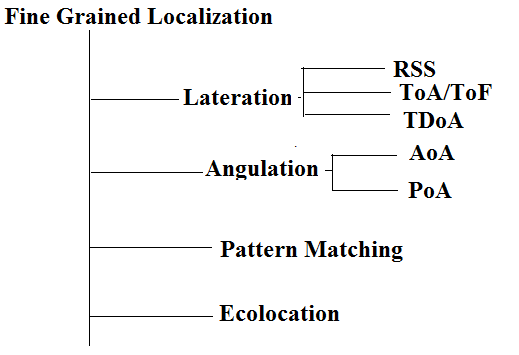 Fine Grained Localization
Lateration
RSS
ToA/ToF
TDoA
Angulation
AoA
PoA
Pattern Matching
Ecolocation